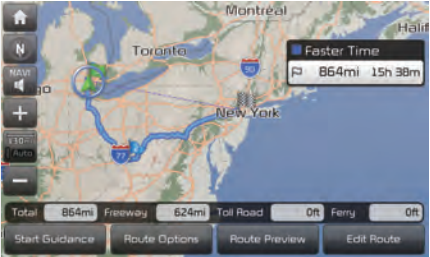 Montréal
Halif
Toronto
Faster Time
N
864mi 15h 38m
NAVI
90
go
New York
Auto
77
Total 864mi Freeway 624mi Toll Road 0ft Ferry 0ft
Start Guidance Route Options Route Preview Edit Route